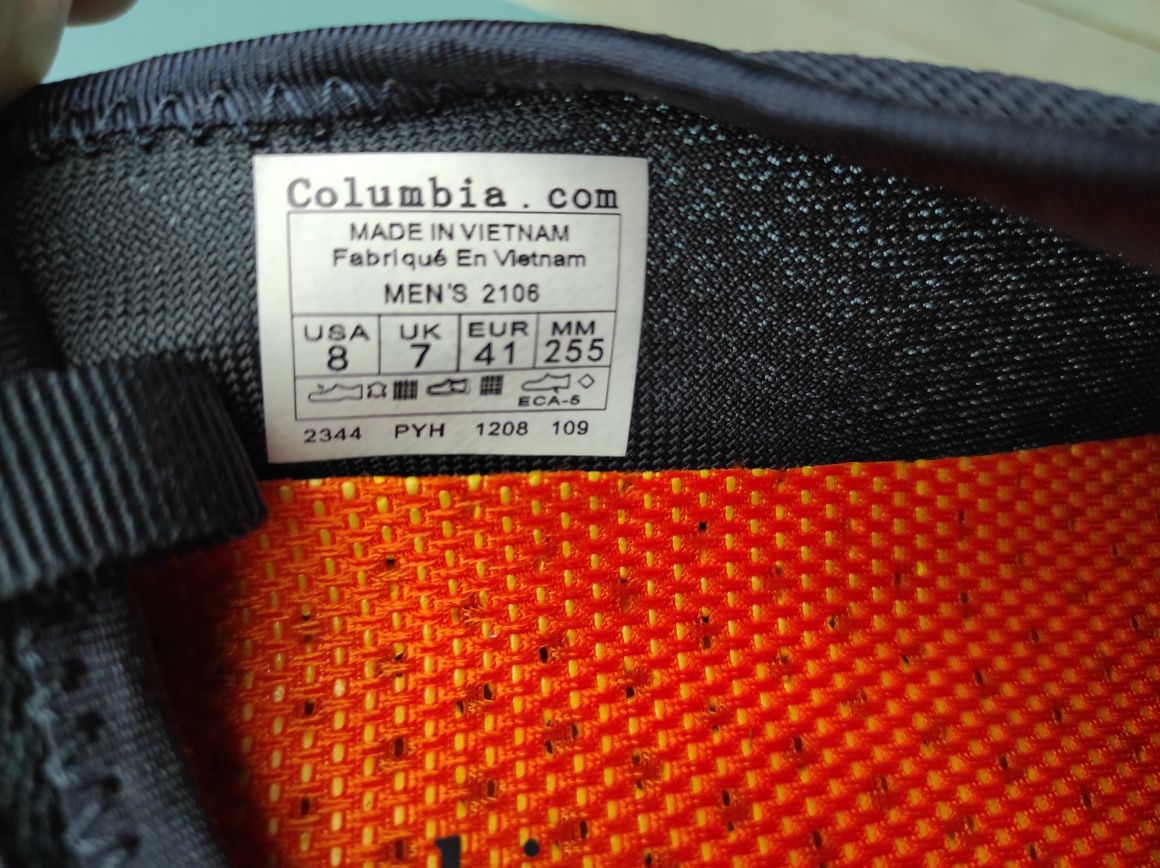 Columbia.com
MADE IN VIETNAM
Fabriqué En Vietnam
MEN'S 2106
USA UK EUR MM
8 7 41 255
ECA-5
2344 PYH 1208 109